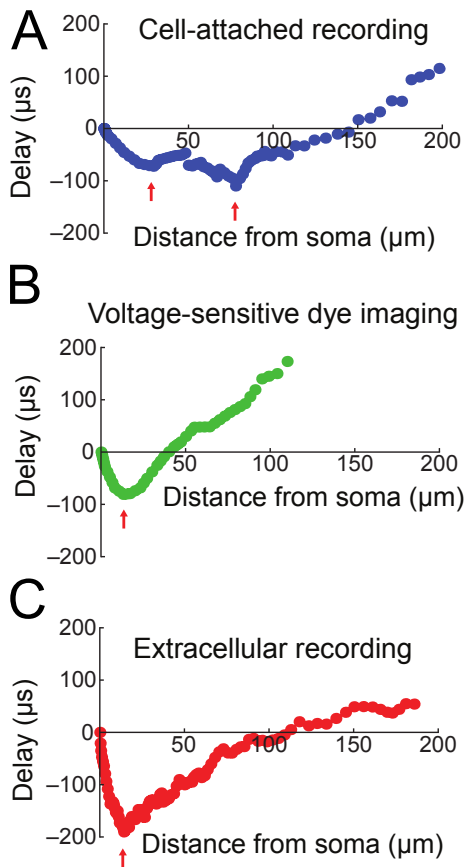 A
Cell-attached recording
Delay (µs)
200
100
0
–100
–200
50
100
150
200
Distance from soma (µm)
B
Voltage-sensitive dye imaging
Delay (µs)
200
100
0
–100
–200
50
100
150
200
Distance from soma (µm)
C
Extracellular recording
Delay (µs)
200
100
0
–100
–200
50
100
150
200
Distance from soma (µm)